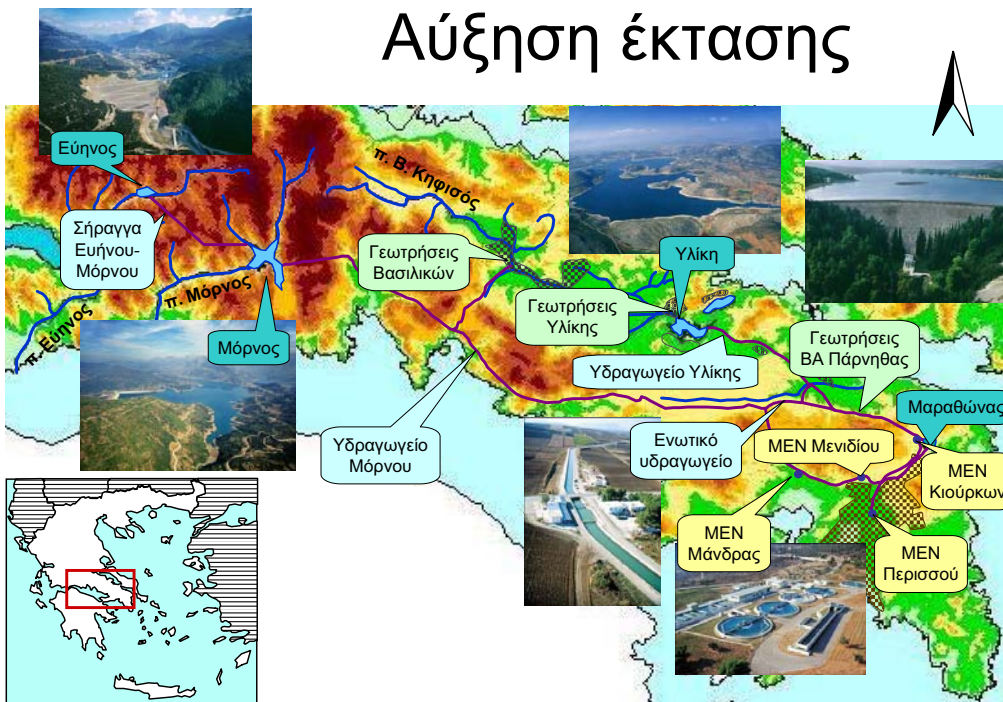 Αύξηση έκτασης
Εύηνος
π. Β. Κηφισός
Σήραγγα
Ευήνου-
Μόρνου
Γεωτρήσεις
Βασιλικών
Υλίκη
π. Μόρνος
Γεωτρήσεις
Υλίκης
π. Εύηνος
Μόρνος
Υδραγωγείο Υλίκης
Γεωτρήσεις
ΒΑ Πάρνηθας
Μαραθώνας
Υδραγωγείο
Μόρνου
Ενωτικό
υδραγωγείο
ΜΕΝ Μενιδίου
ΜΕΝ
Κιούρκων
ΜΕΝ
Μάνδρας
ΜΕΝ
Περισσού